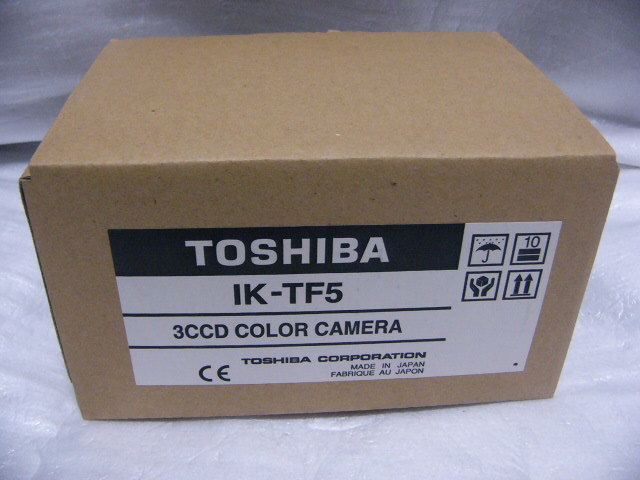 TOSHIBA
IK-TF5
3CCD COLOR CAMERA
TOSHIBA CORPORATION
MADE IN JAPAN
FABRIQUE AU JAPON
CE
10